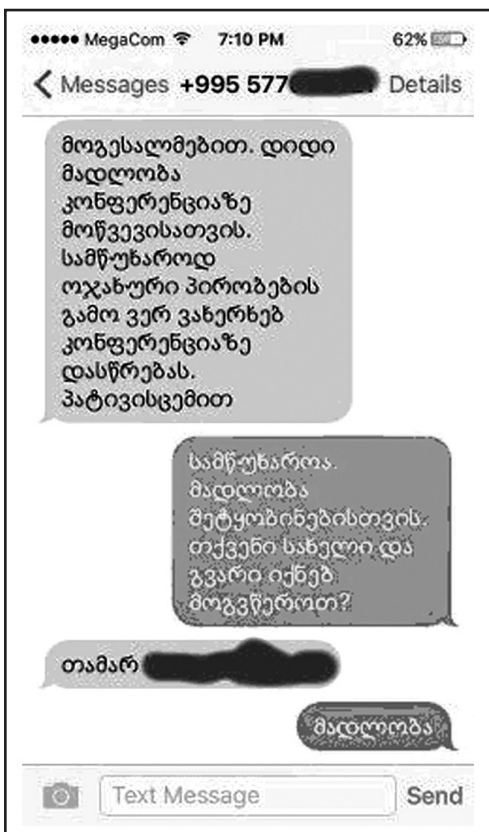 MegaCom 7:10 PM 62%
Messages +995 577 Details
მოგესალმებით. დიდი
მადლობა
კონფერენციაზე
მოწვევისათვის.
სამწუხაროდ
ოჯახური პირობების
გამო ვერ ვახერხებ
კონფერენციაზე
დასწრებას.
პატივისცემით
სამწუხაროა.
მადლობა
შეტყობინებისთვის.
თქვენი სახელი და
გვარი იქნებ
მოგვწეროთ?
თამარ
მადლობა
Text Message Send